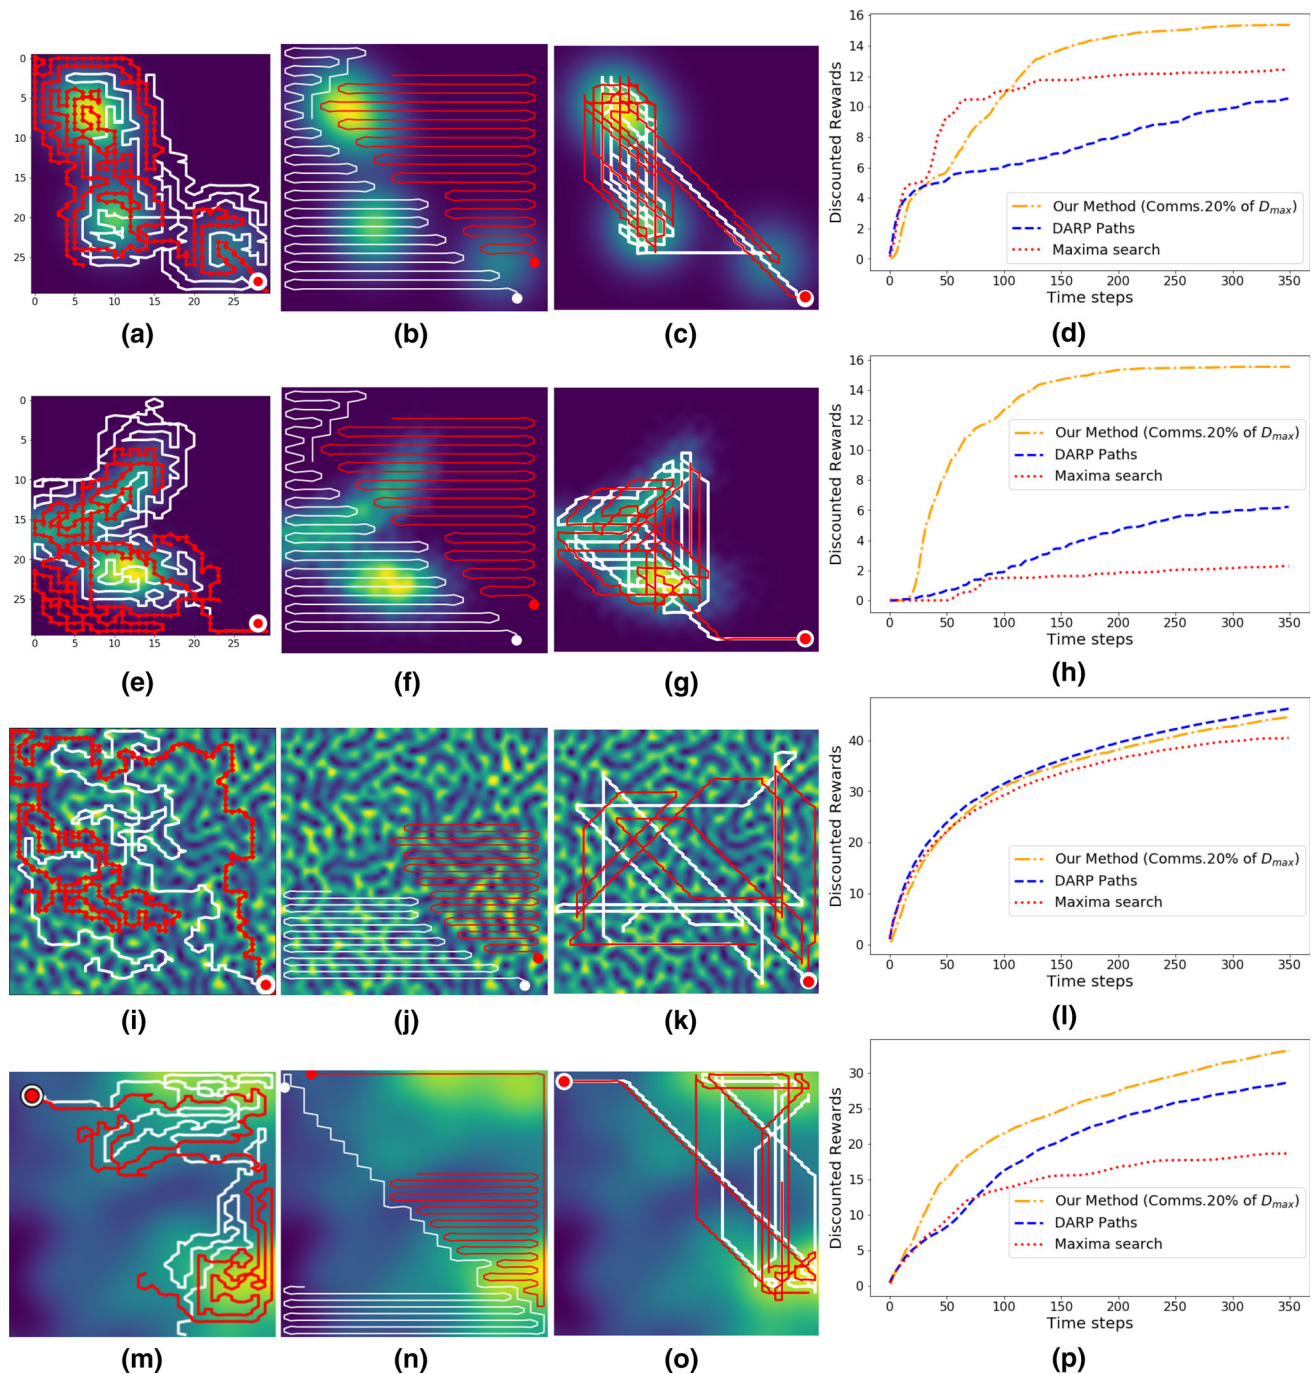 0
5
10
15
20
25
0 5 10 15 20 25
(a)
(b)
(c)
16
14
12
10
8
6
4
2
0
Discounted Rewards
Our Method (Comms.20% of Dmax)
DARP Paths
Maxima search
0 50 100 150 200 250 300 350
Time steps
(d)
0
5
10
15
20
25
0 5 10 15 20 25
(e)
(f)
(g)
16
14
12
10
8
6
4
2
0
Discounted Rewards
Our Method (Comms.20% of Dmax)
DARP Paths
Maxima search
0 50 100 150 200 250 300 350
Time steps
(h)
(i)
(j)
(k)
40
30
20
10
0
Discounted Rewards
Our Method (Comms.20% of Dmax)
DARP Paths
Maxima search
0 50 100 150 200 250 300 350
Time steps
(l)
(m)
(n)
(o)
30
25
20
15
10
5
0
Discounted Rewards
Our Method (Comms.20% of Dmax)
DARP Paths
Maxima search
0 50 100 150 200 250 300 350
Time steps
(p)